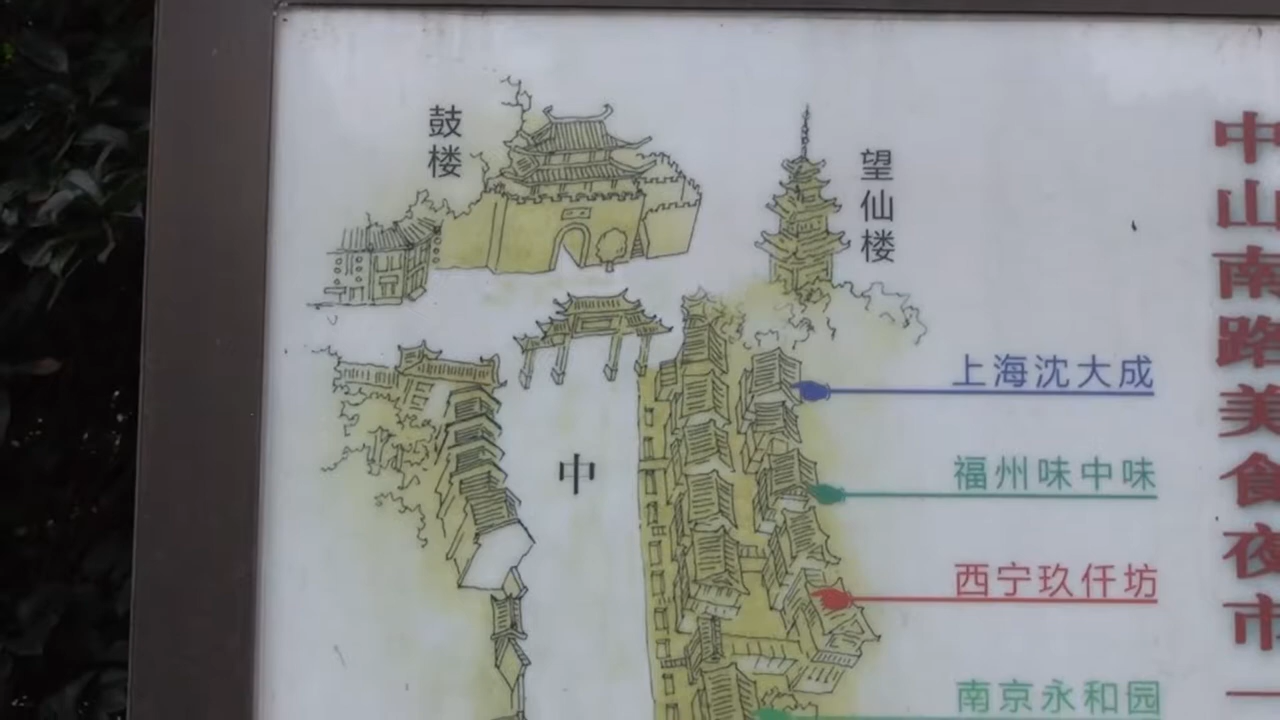 鼓楼
望仙楼
中
上海沈大成
福州味中味
西宁玖仟坊
南京永和园
中山南路美食夜市